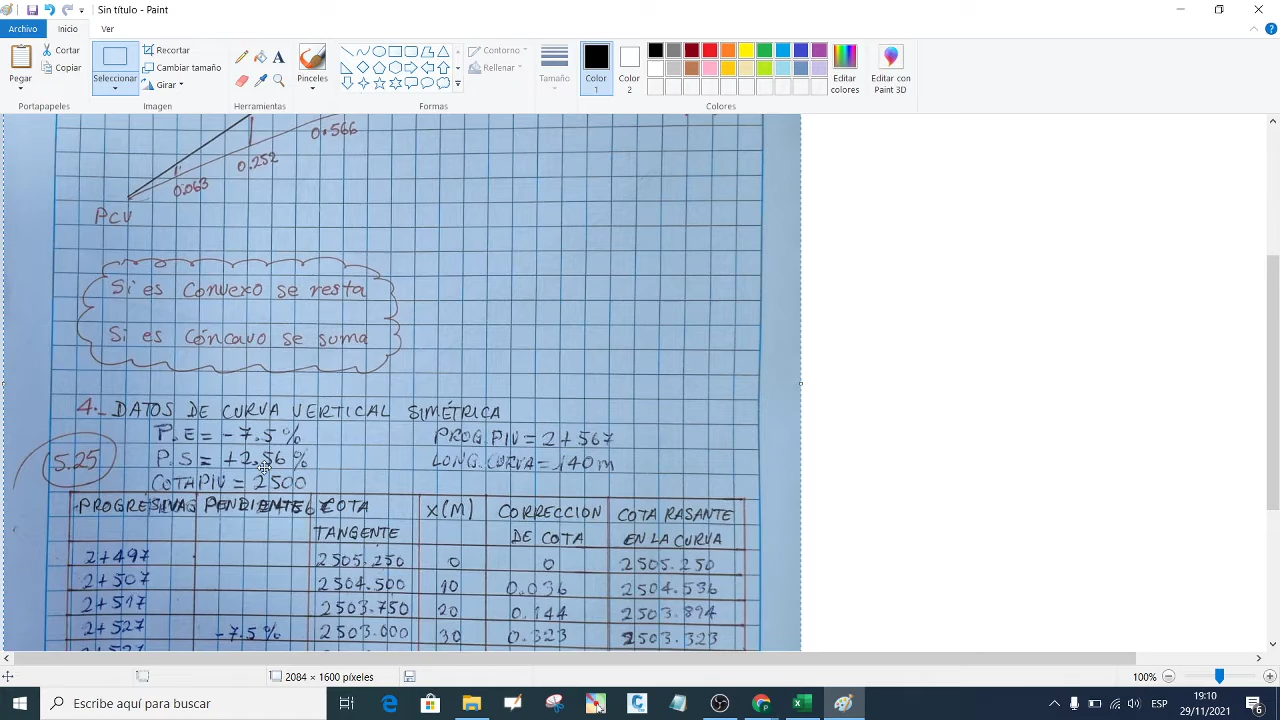 Sin título - Paint
Archivo Inicio Ver
Pegar
Cortar
Copiar
Portapapeles
Seleccionar
Recortar
Cambiar tamaño
Girar
Imagen
A
Herramientas
Pinceles
Contorno
Rellenar
Formas
Tamaño
Color 1
Color 2
Editar colores
Colores
Editar con Paint 3D
0.566
0.252
0.063
PCV
Si es Convexo se resta
Si es Cóncavo se suma
4.- DATOS DE CURVA VERTICAL SIMÉTRICA
P.E = -7.5%
PROG. PIV = 2+567
5.25
P.S = +2.56%
LONG. CURVA = 140m
COTA PIV = 2500
PROGRESIVAS PENDIENTES COTA TANGENTE X(M) CORRECCION DE COTA COTA RASANTE EN LA CURVA
2+497 2505.250 0 0 2505.250
2+507 2504.500 10 0.036 2504.536
2+517 2503.750 20 0.144 2503.894
2+527 -7.5% 2503.000 30 0.323 2503.323
2+537
2084 × 1600 píxeles
100%
Escribe aquí para buscar
ESP
19:10
29/11/2021
6